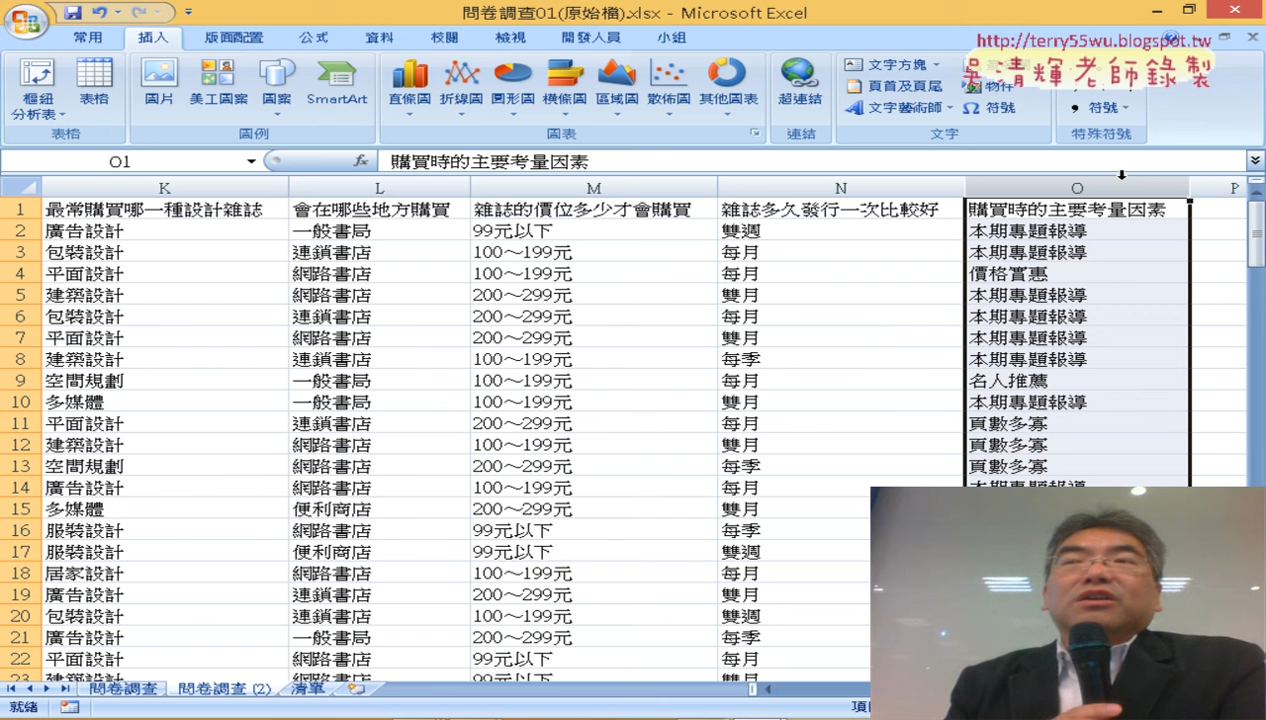 問卷調查01(原始檔).xlsx - Microsoft Excel
常用 插入 版面配置 公式 資料 校閱 檢視 開發人員 小組
http://terry55wu.blogspot.tw
吳清輝老師錄製
樞紐分析表 表格 圖片 美工圖案 圖案 SmartArt 直條圖 折線圖 圓形圖 橫條圖 區域圖 散佈圖 其他圖表 超連結 文字方塊
頁首及頁尾 物件
文字藝術師 Ω 符號 , 符號
表格 圖例 圖表 連結 文字 特殊符號
O1 fx 購買時的主要考量因素
K L M N O P
1 最常購買哪一種設計雜誌 會在哪些地方購買 雜誌的價位多少才會購買 雜誌多久發行一次比較好 購買時的主要考量因素
2 廣告設計 一般書局 99元以下 雙週 本期專題報導
3 包裝設計 連鎖書店 100～199元 每月 本期專題報導
4 平面設計 網路書店 100～199元 每月 價格實惠
5 建築設計 網路書店 200～299元 雙月 本期專題報導
6 包裝設計 連鎖書店 200～299元 每月 本期專題報導
7 平面設計 網路書店 200～299元 雙月 本期專題報導
8 建築設計 連鎖書店 100～199元 每季 本期專題報導
9 空間規劃 一般書局 100～199元 每月 名人推薦
10 多媒體 一般書局 100～199元 雙月 本期專題報導
11 平面設計 連鎖書店 200～299元 每月 頁數多寡
12 建築設計 網路書店 100～199元 雙月 頁數多寡
13 空間規劃 網路書店 200～299元 每季 頁數多寡
14 廣告設計 網路書店 100～199元 每月 本期專題報導
15 多媒體 便利商店 200～299元 雙月
16 服裝設計 網路書店 99元以下 每季
17 服裝設計 便利商店 99元以下 雙週
18 居家設計 網路書店 100～199元 每月
19 廣告設計 連鎖書店 200～299元 雙月
20 包裝設計 連鎖書店 100～199元 雙週
21 廣告設計 一般書局 200～299元 每季
22 平面設計 網路書店 99元以下 每月
23 建築設計 網路書店 99元以下 每月
問卷調查 問卷調查 (2) 清單
就緒